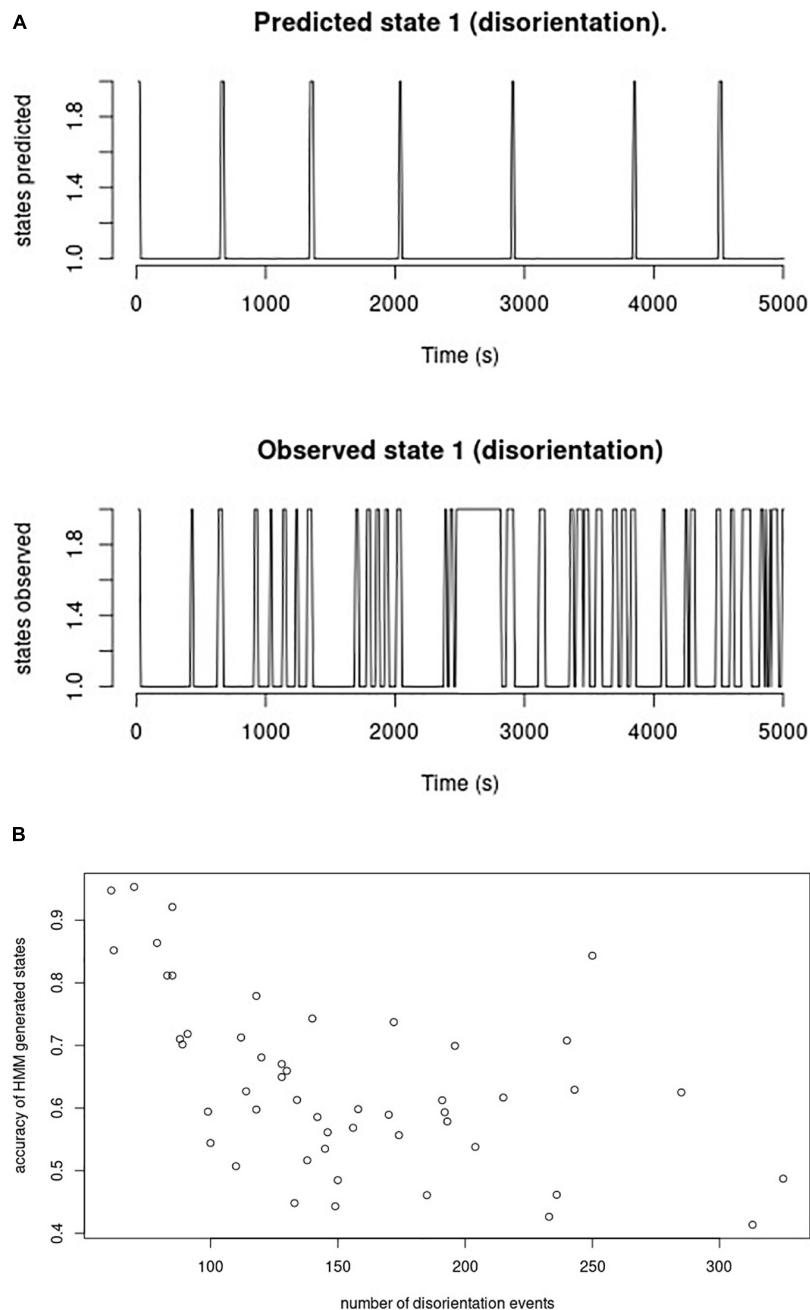 A
Predicted state 1 (disorientation).
states predicted
1.0 1.4 1.8
0 1000 2000 3000 4000 5000
Time (s)
Observed state 1 (disorientation)
states observed
1.0 1.4 1.8
0 1000 2000 3000 4000 5000
Time (s)
B
accuracy of HMM generated states
0.4 0.5 0.6 0.7 0.8 0.9
100 150 200 250 300
number of disorientation events